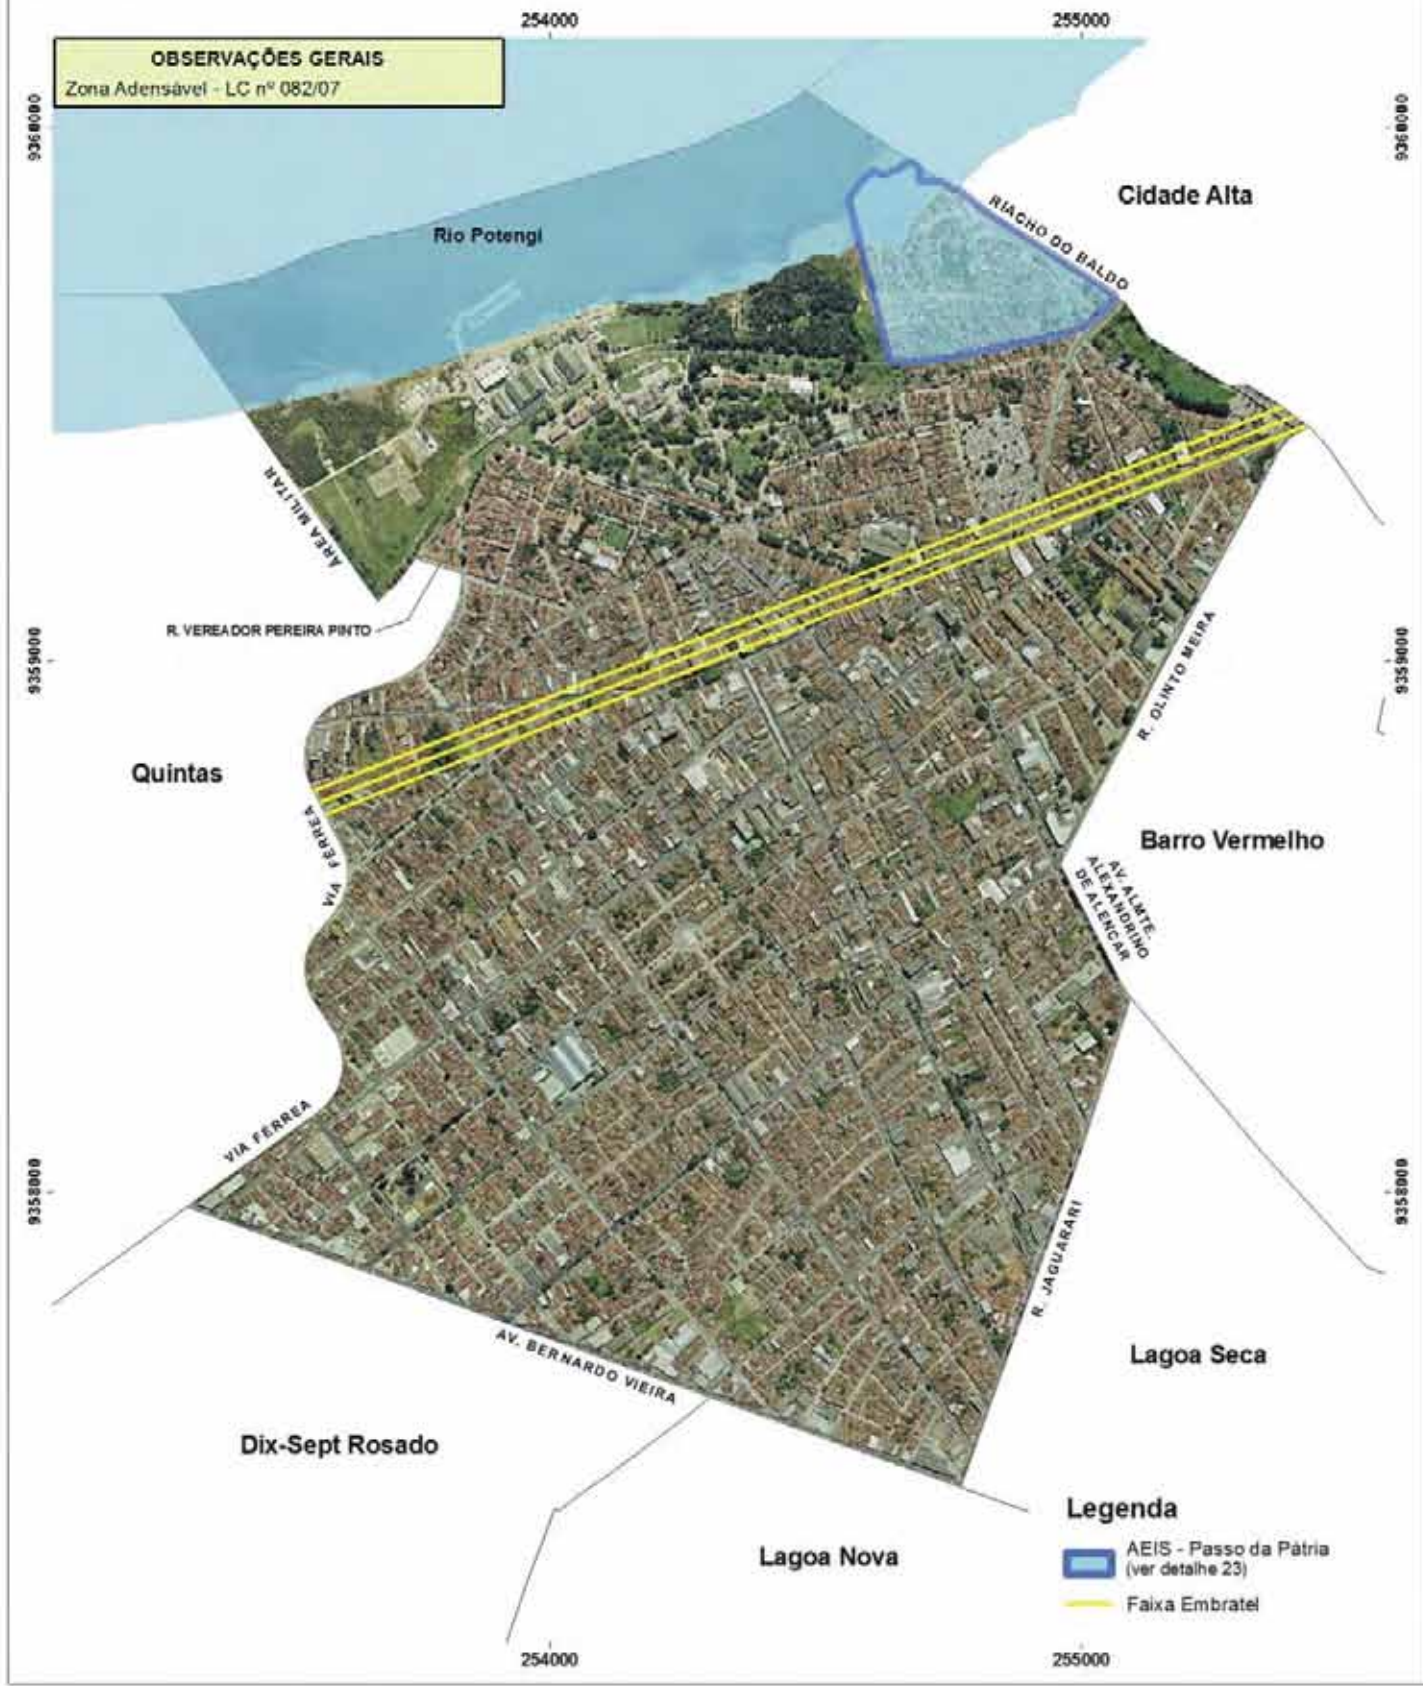 254000
255000
OBSERVAÇÕES GERAIS
Zona Adensável - LC nº 082/07
9360000
9360000
Cidade Alta
RIACHO DO BALDO
Rio Potengi
ÁREA MILITAR
R. VEREADOR PEREIRA PINTO
9359000
9359000
R. OLINTO MEIRA
Quintas
VIA FÉRREA
Barro Vermelho
AV. ALMTE.
ALEXANDRINO
DE ALENCAR
VIA FÉRREA
9358000
9358000
R. JAGUARARI
AV. BERNARDO VIEIRA
Lagoa Seca
Dix-Sept Rosado
Lagoa Nova
Legenda
AEIS - Passo da Pátria
(ver detalhe 23)
Faixa Embratel
254000
255000